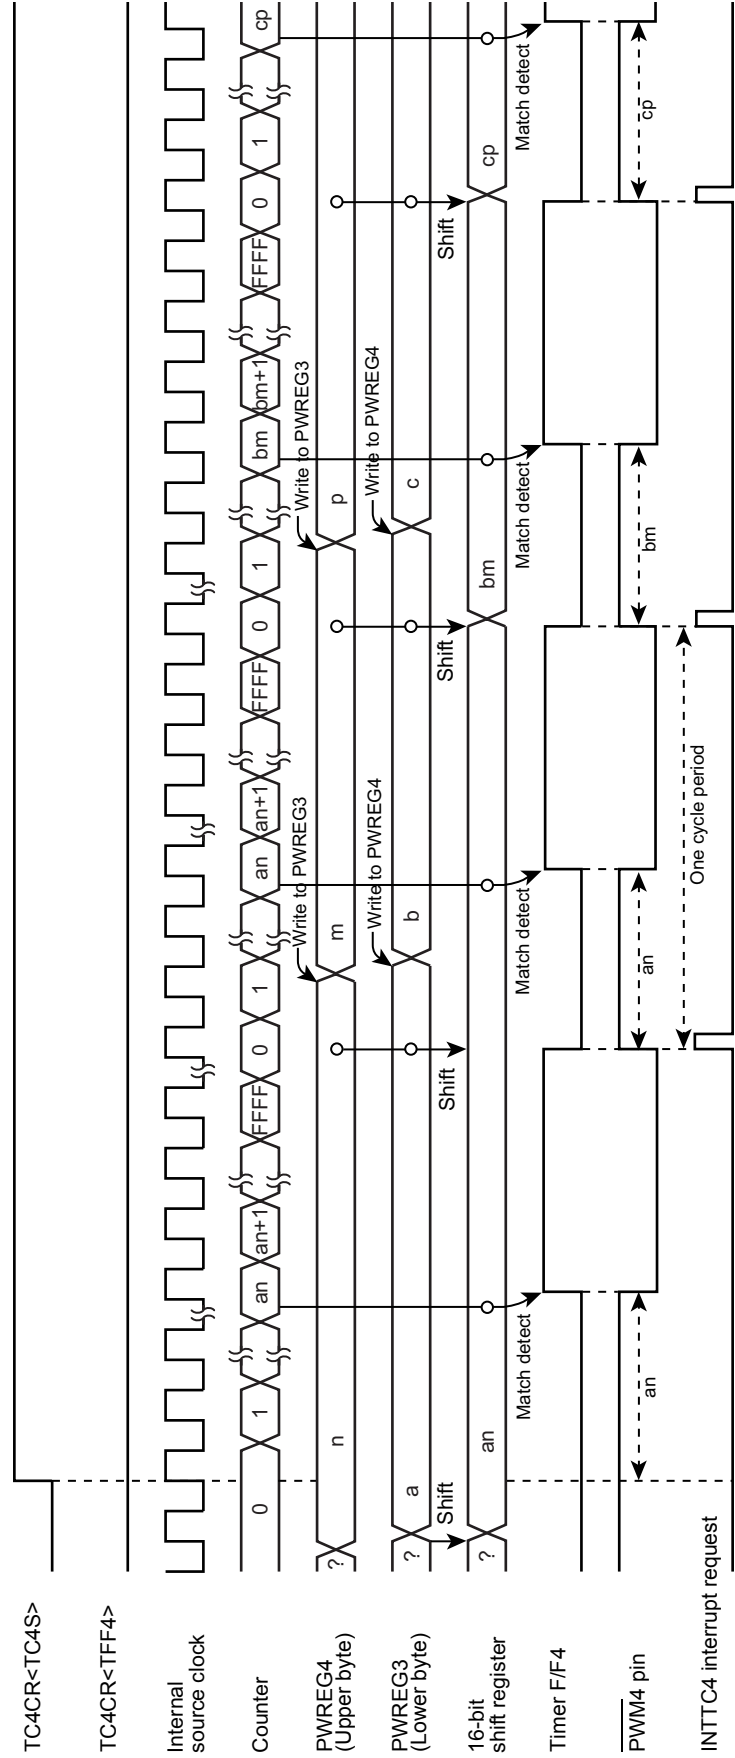 TC4CR<TC4S>
TC4CR<TFF4>
Internal
source clock
Counter 0 1 an an+1 FFFF 0 1 an an+1 FFFF 0 1 bm bm+1 FFFF 0 1 cp
Write to PWREG3 Write to PWREG3
PWREG4
(Upper byte)
? n m p
Write to PWREG4 Write to PWREG4
PWREG3
(Lower byte)
? a b c
Shift Shift Shift Shift
16-bit
shift register
? an bm cp
Match detect Match detect Match detect Match detect
Timer F/F4
PWM4 pin
an an bm cp
One cycle period
INTTC4 interrupt request